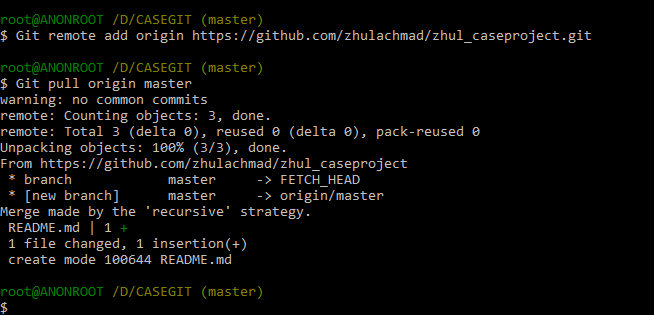 root@ANONROOT /D/CASEGIT (master)
$ Git remote add origin https://github.com/zhulachmad/zhul_caseproject.git
root@ANONROOT /D/CASEGIT (master)
$ Git pull origin master
warning: no common commits
remote: Counting objects: 3, done.
remote: Total 3 (delta 0), reused 0 (delta 0), pack-reused 0
Unpacking objects: 100% (3/3), done.
From https://github.com/zhulachmad/zhul_caseproject
 * branch            master     -> FETCH_HEAD
 * [new branch]      master     -> origin/master
Merge made by the 'recursive' strategy.
 README.md | 1 +
 1 file changed, 1 insertion(+)
 create mode 100644 README.md
root@ANONROOT /D/CASEGIT (master)
$